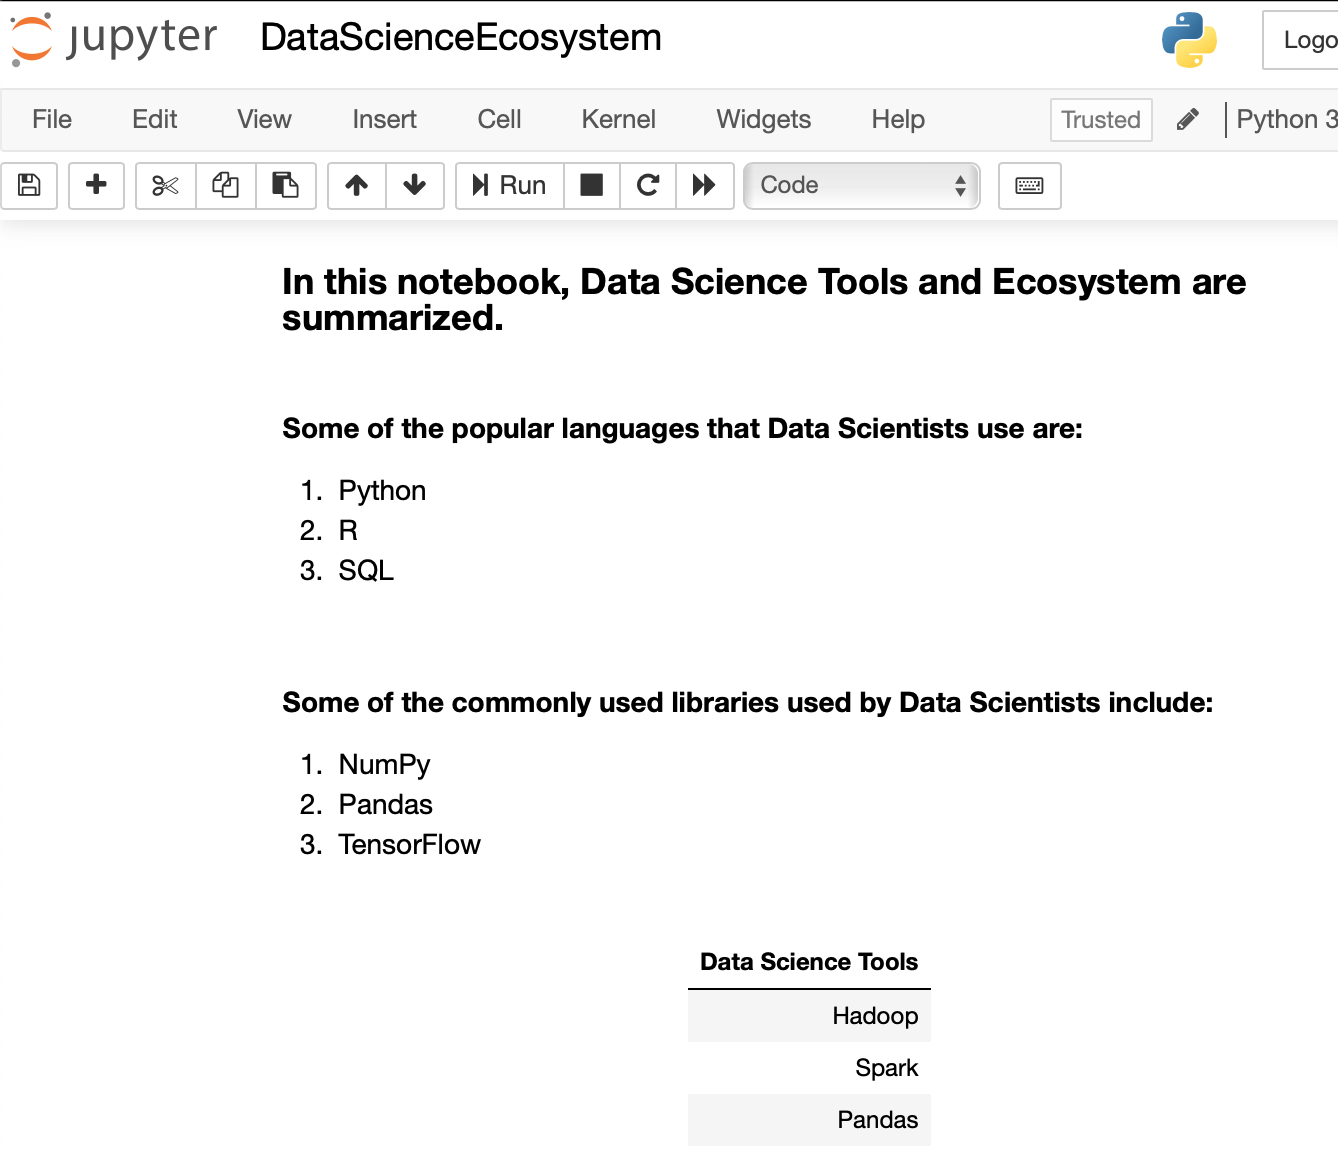 jupyter DataScienceEcosystem Logo
File Edit View Insert Cell Kernel Widgets Help Trusted Python 3
Run Code
In this notebook, Data Science Tools and Ecosystem are
summarized.
Some of the popular languages that Data Scientists use are:
1. Python
2. R
3. SQL
Some of the commonly used libraries used by Data Scientists include:
1. NumPy
2. Pandas
3. TensorFlow
Data Science Tools
Hadoop
Spark
Pandas